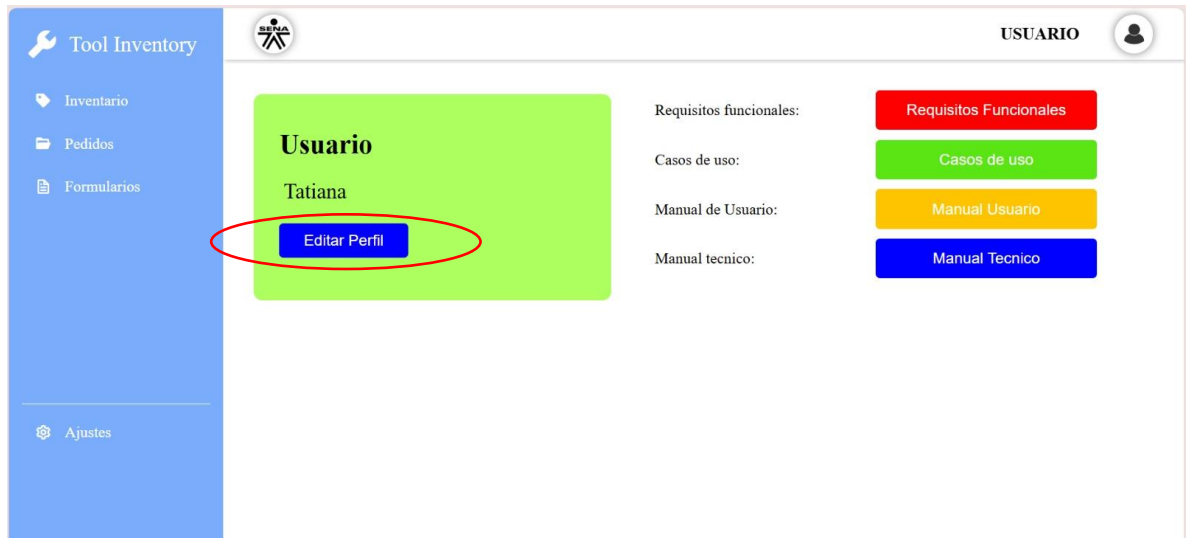 Tool Inventory
SENA
USUARIO
Inventario
Pedidos
Formularios
Ajustes
Usuario
Tatiana
Editar Perfil
Requisitos funcionales:
Requisitos Funcionales
Casos de uso:
Casos de uso
Manual de Usuario:
Manual Usuario
Manual tecnico:
Manual Tecnico